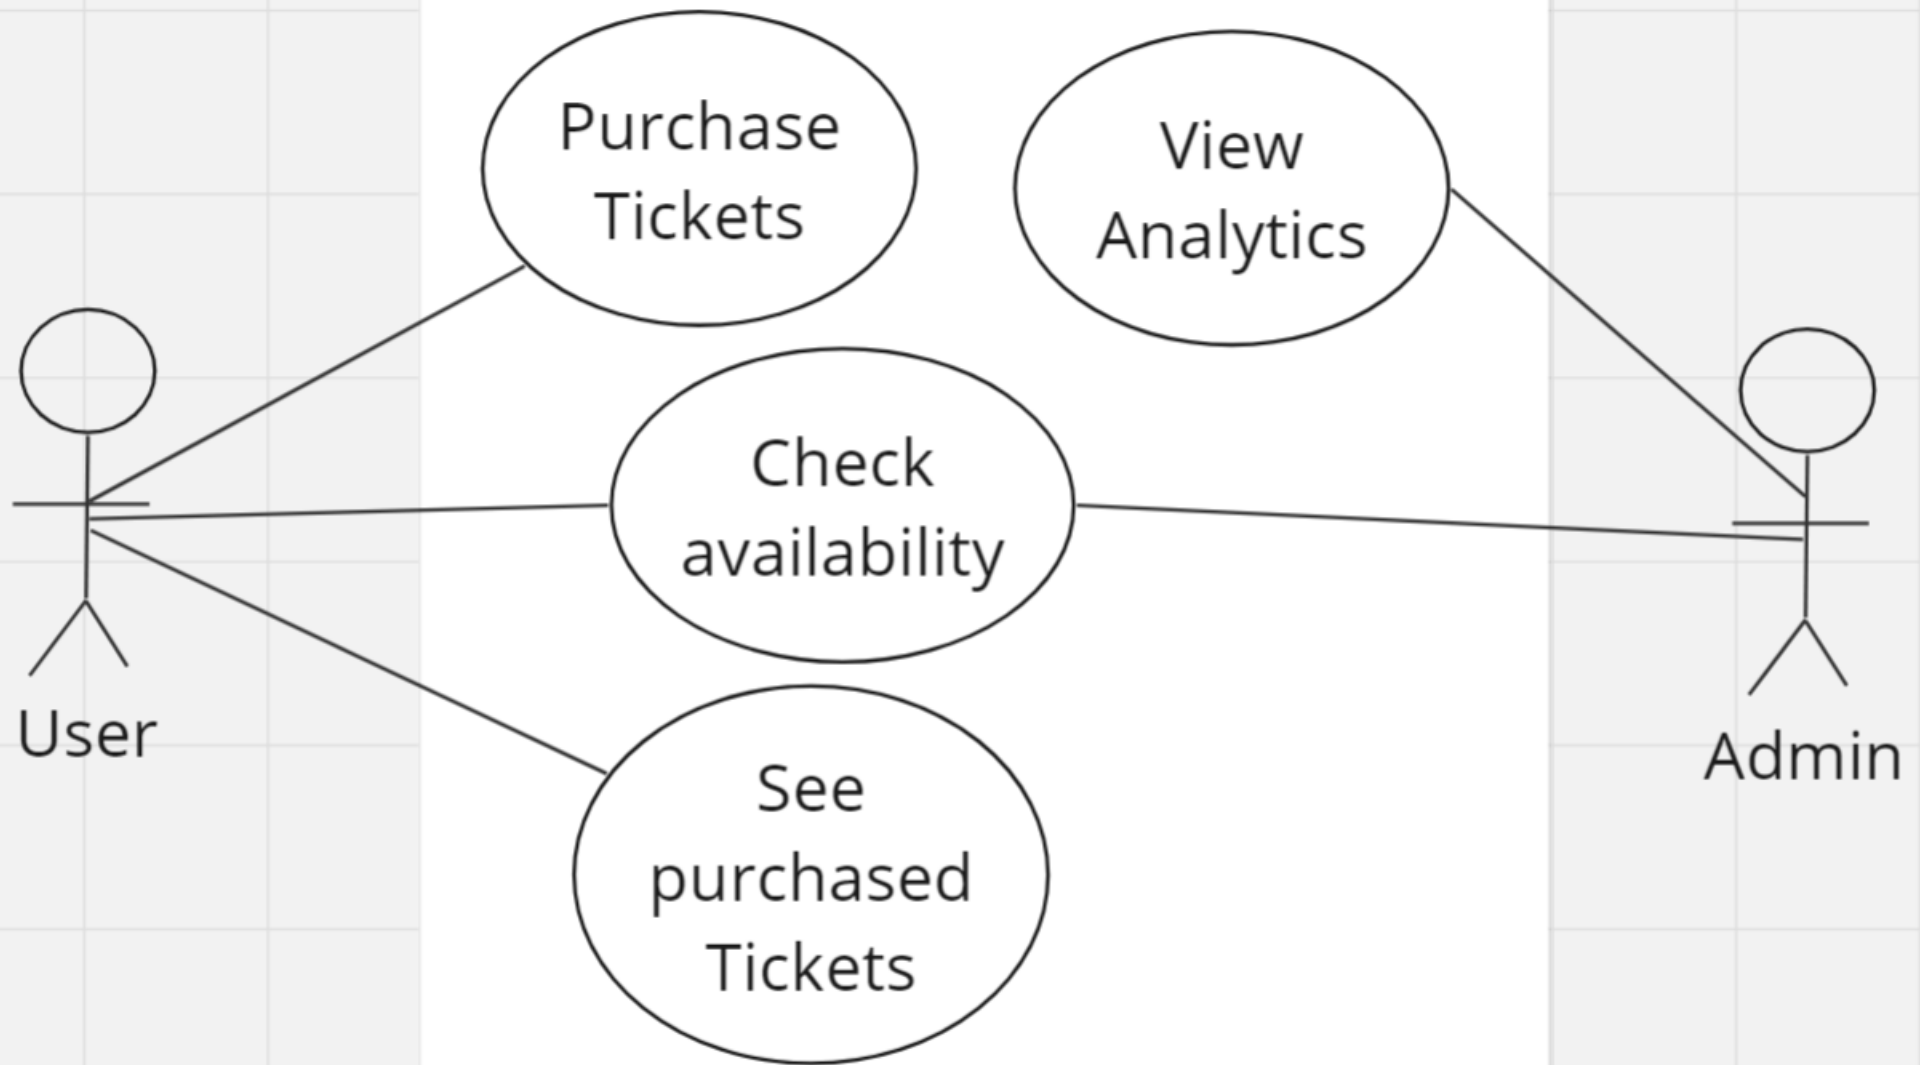 Purchase
Tickets
View
Analytics
Check
availability
User
Admin
See
purchased
Tickets